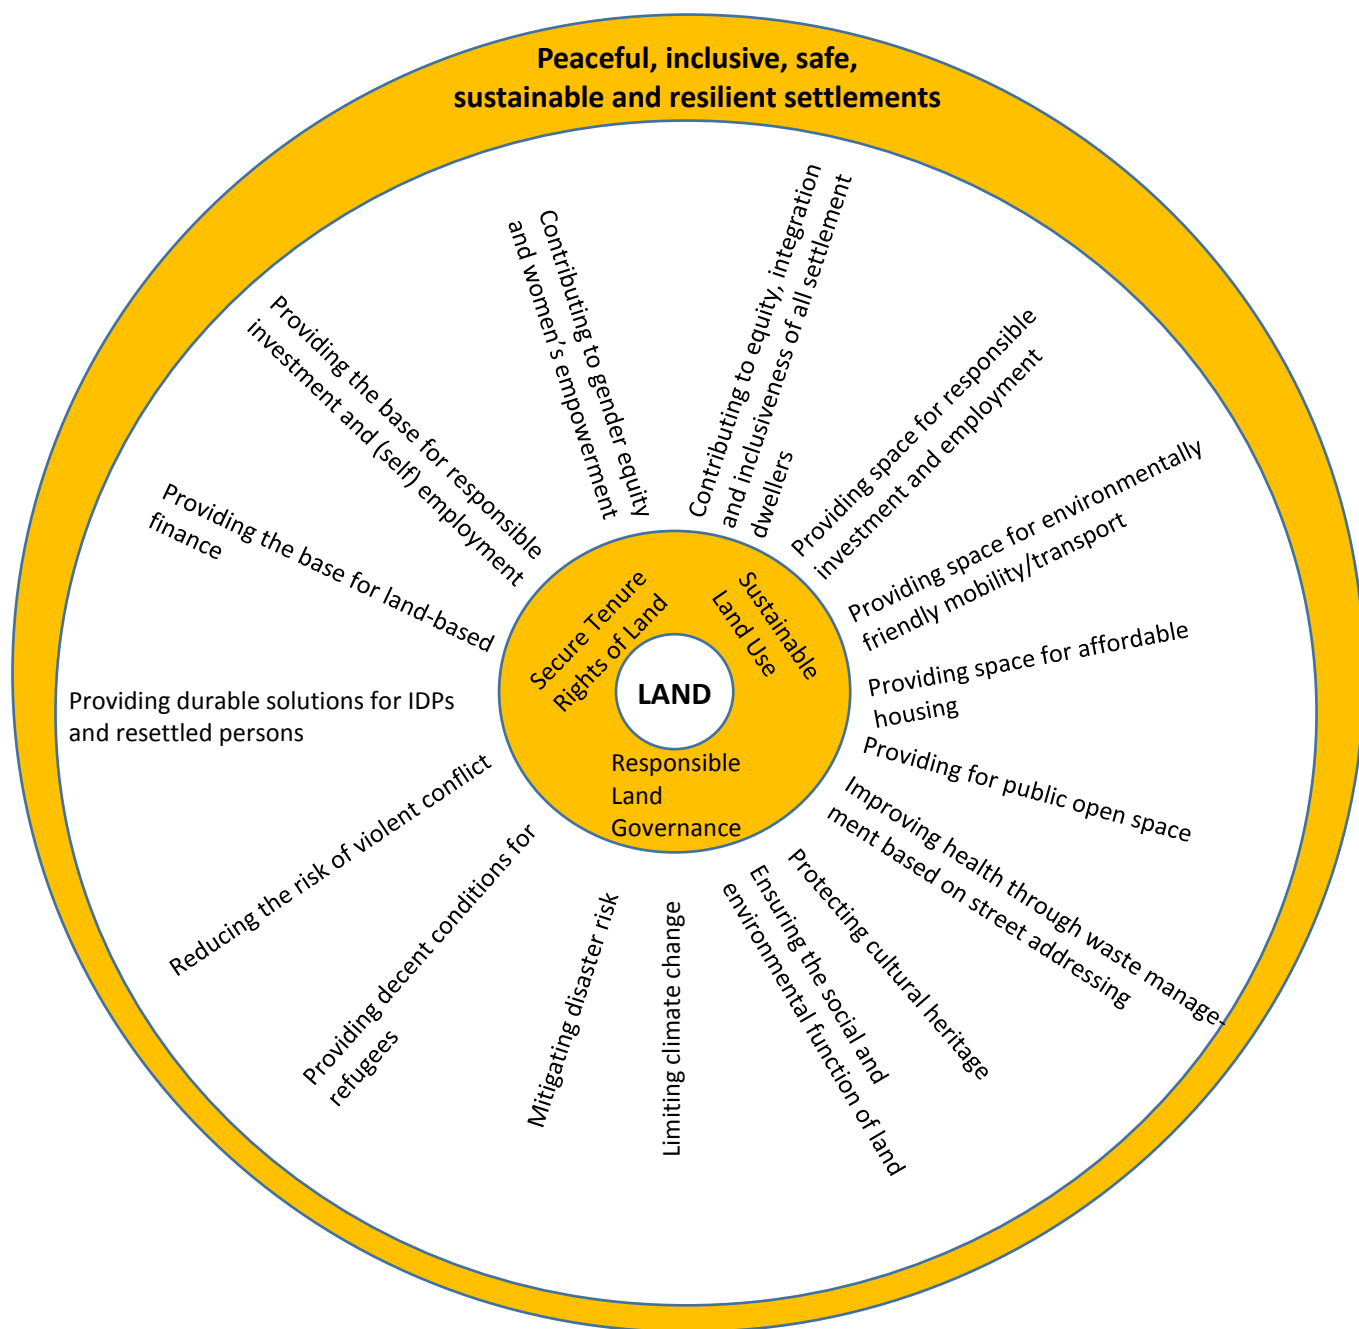 Peaceful, inclusive, safe,
sustainable and resilient settlements
Contributing to equity, integration
and inclusiveness of all settlement
dwellers
Providing space for responsible
investment and employment
Providing space for environmentally
friendly mobility/transport
Providing space for affordable
housing
Providing for public open space
Improving health through waste manage-
ment based on street addressing
Protecting cultural heritage
Ensuring the social and
environmental function of land
Limiting climate change
Mitigating disaster risk
Providing decent conditions for
refugees
Reducing the risk of violent conflict
Providing durable solutions for IDPs
and resettled persons
Providing the base for land-based
finance
Providing the base for responsible
investment and (self) employment
Contributing to gender equity
and women's empowerment
Secure Tenure
Rights of Land
Sustainable
Land Use
LAND
Responsible
Land
Governance